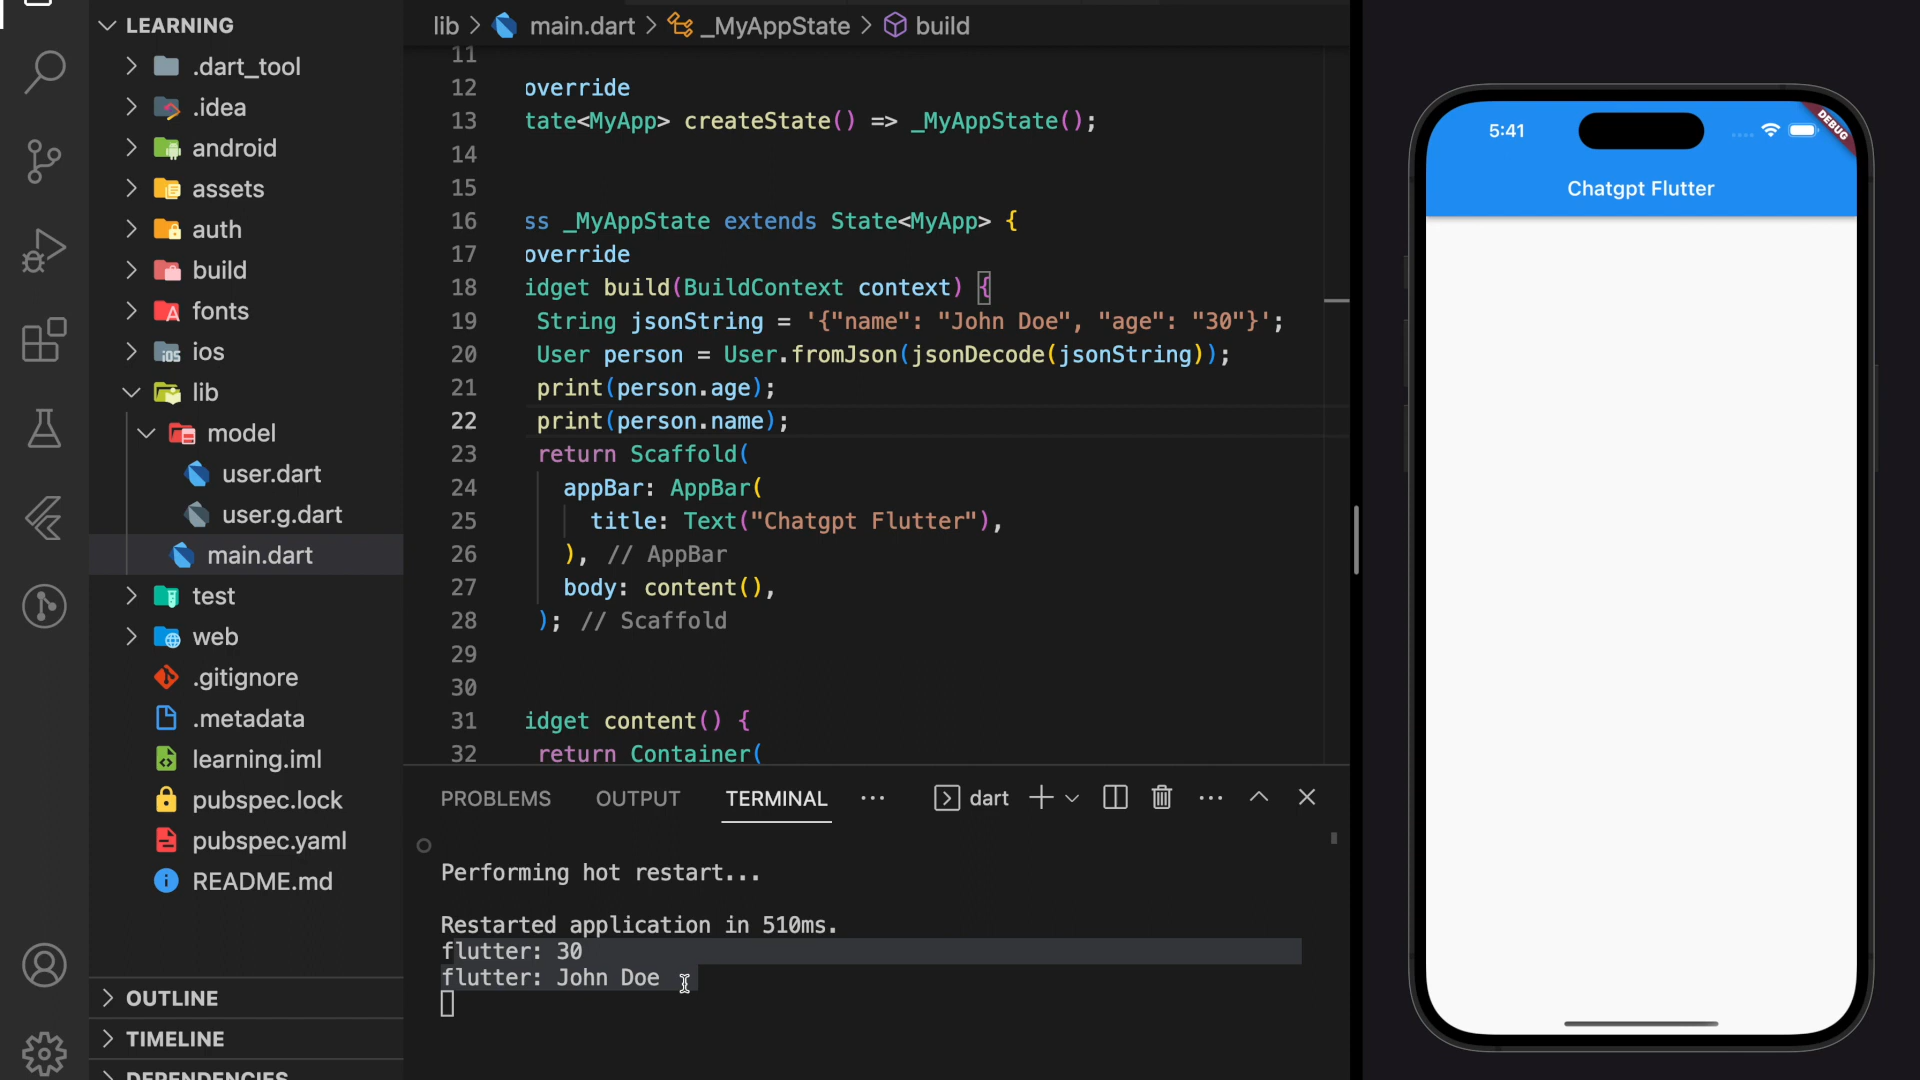 LEARNING
.dart_tool
.idea
android
assets
auth
build
fonts
ios
lib
model
user.dart
user.g.dart
main.dart
test
web
.gitignore
.metadata
learning.iml
pubspec.lock
pubspec.yaml
README.md
OUTLINE
TIMELINE
DEPENDENCIES
lib > main.dart > _MyAppState > build
11
12 override
13 tate<MyApp> createState() => _MyAppState();
14
15
16 ss _MyAppState extends State<MyApp> {
17 override
18 idget build(BuildContext context) {
19 String jsonString = '{"name": "John Doe", "age": "30"}';
20 User person = User.fromJson(jsonDecode(jsonString));
21 print(person.age);
22 print(person.name);
23 return Scaffold(
24 appBar: AppBar(
25 title: Text("Chatgpt Flutter"),
26 ), // AppBar
27 body: content(),
28 ); // Scaffold
29
30
31 idget content() {
32 return Container(
PROBLEMS OUTPUT TERMINAL ... dart
Performing hot restart...
Restarted application in 510ms.
flutter: 30
flutter: John Doe
5:41
DEBUG
Chatgpt Flutter